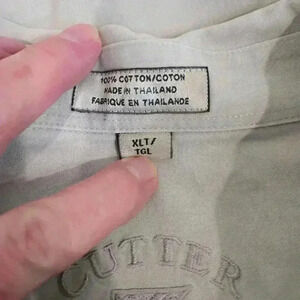 100% COTTON/COTON
MADE IN THAILAND
FABRIQUE EN THAILANDE
XLT/
TGL
CUTTER